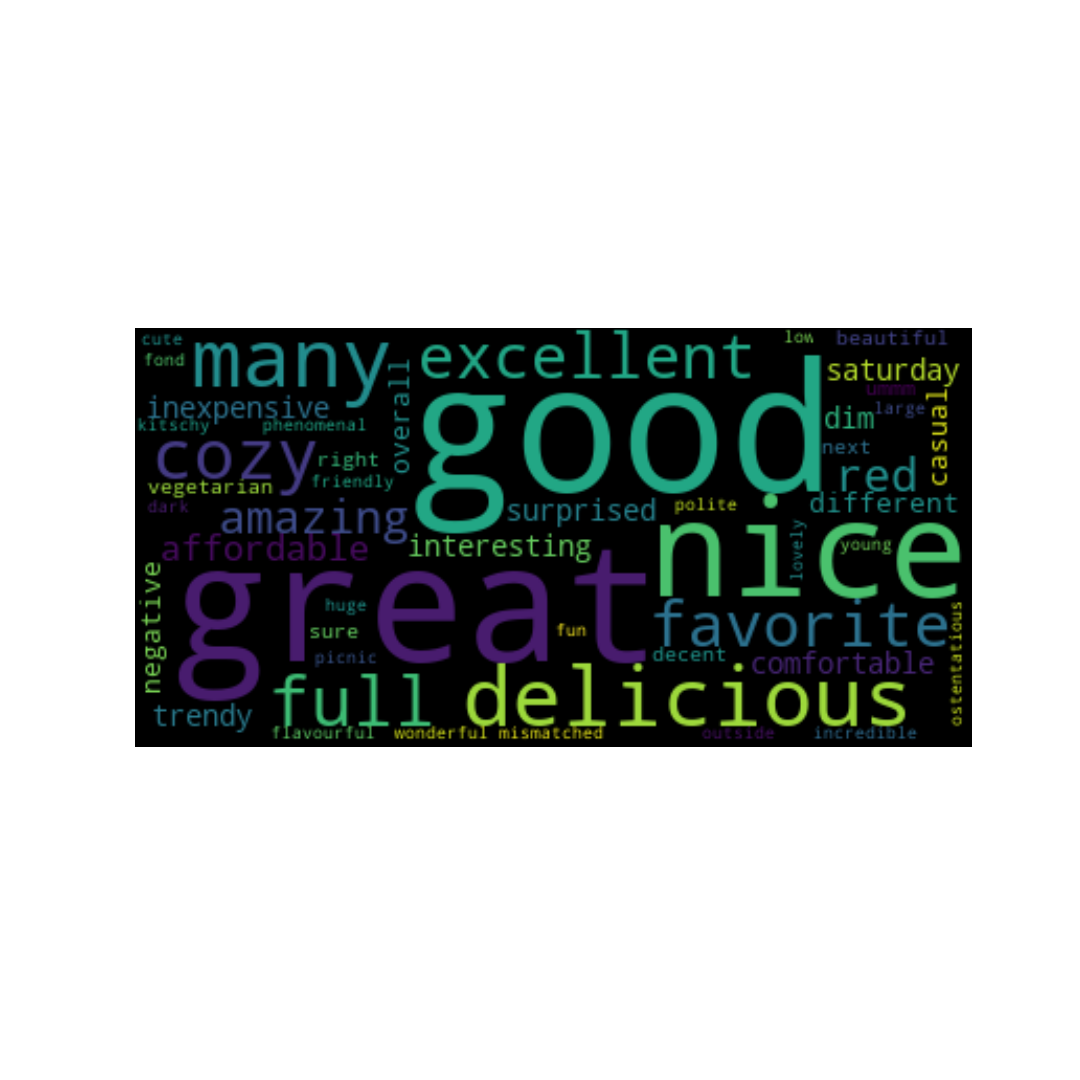 cute
low
beautiful
many
excellent
fond
saturday
good
ummm
inexpensive
large
dim
kitschy
phenomenal
overall
casual
cozy
right
next
red
friendly
vegetarian
dark
amazing
surprised
polite
different
affordable
interesting
nice
lovely
young
great
negative
huge
sure
fun
favorite
picnic
decent
comfortable
ostentatious
trendy
full
delicious
flavourful
wonderful
mismatched
outside
incredible